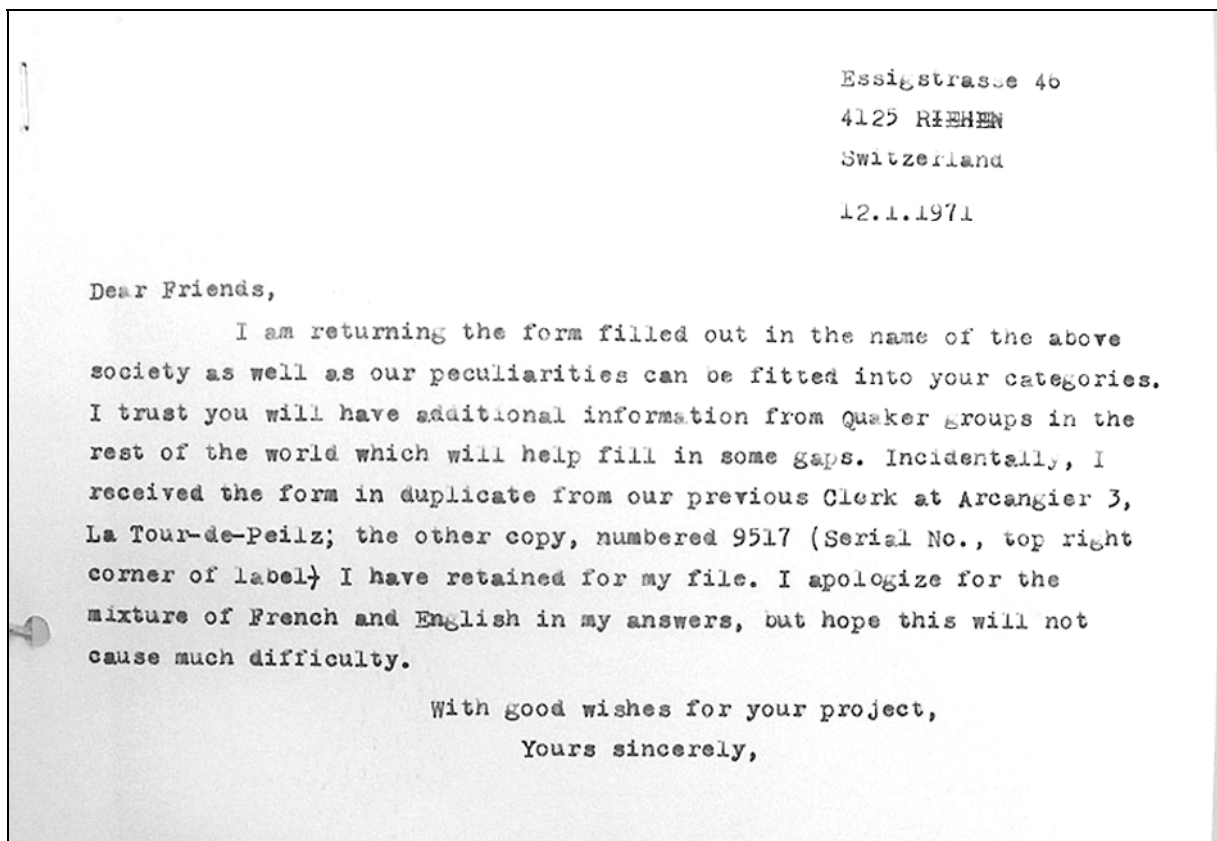 Essigstrasse 46
4125 RIEHEN
Switzerland
12.1.1971
Dear Friends,
I am returning the form filled out in the name of the above
society as well as our peculiarities can be fitted into your categories.
I trust you will have additional information from Quaker groups in the
rest of the world which will help fill in some gaps. Incidentally, I
received the form in duplicate from our previous Clerk at Arcangier 3,
La Tour-de-Peilz; the other copy, numbered 9517 (Serial No., top right
corner of label) I have retained for my file. I apologize for the
mixture of French and English in my answers, but hope this will not
cause much difficulty.
With good wishes for your project,
Yours sincerely,